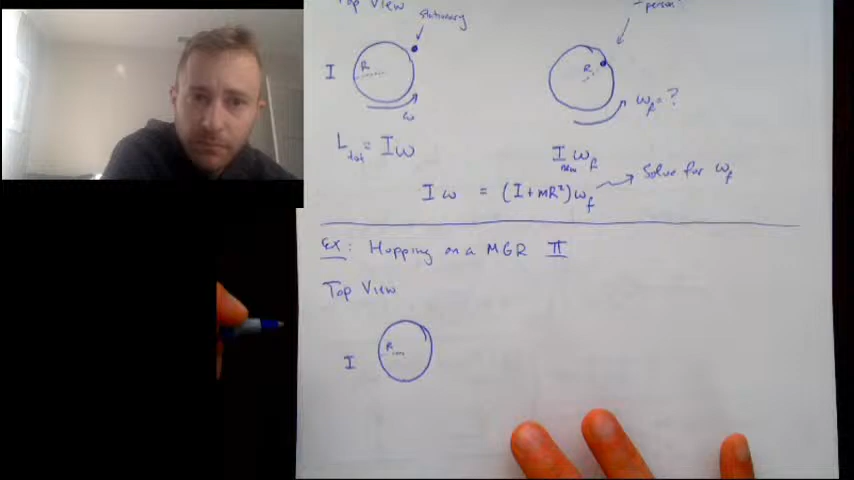 Top View
stationary
person
R
R
I
ω
ω_f = ?
L_tot = Iω
I_new ω_f
Iω = (I+mR²)ω_f
Solve for ω_f
Ex: Hopping on a MGR II
Top View
R
I